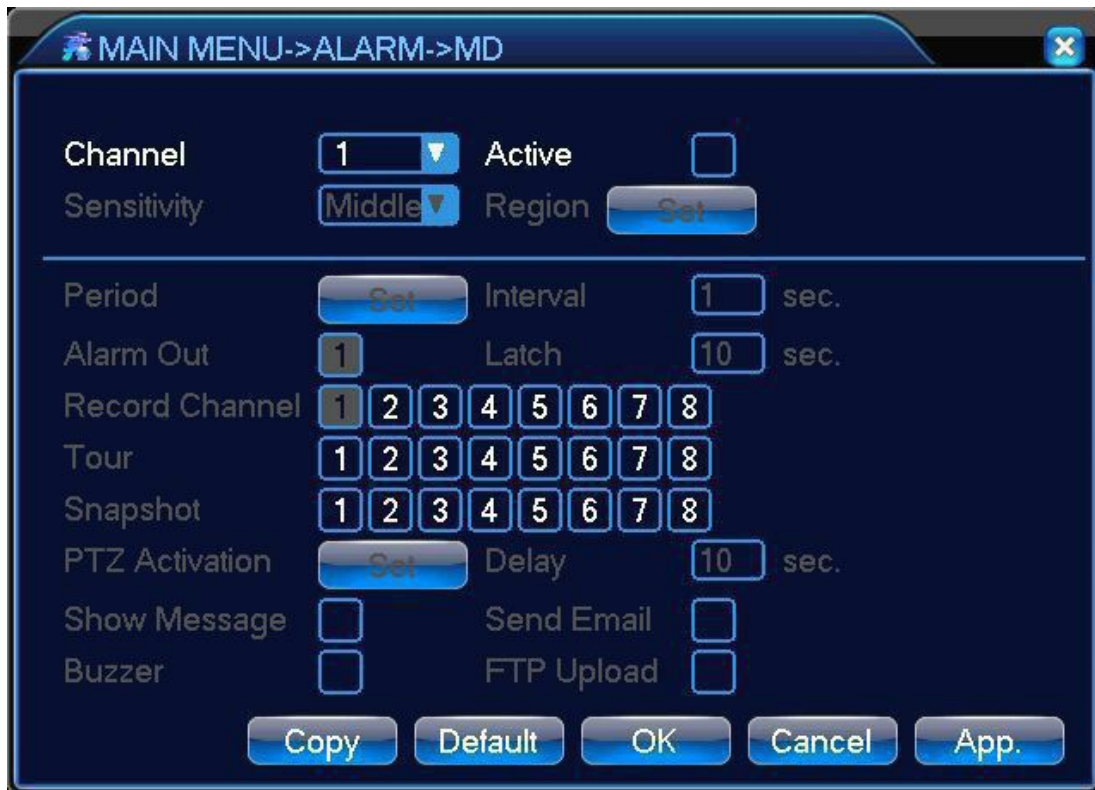 MAIN MENU->ALARM->MD
Channel 1 Active
Sensitivity Middle Region Set
Period Set Interval 1 sec.
Alarm Out 1 Latch 10 sec.
Record Channel 1 2 3 4 5 6 7 8
Tour 1 2 3 4 5 6 7 8
Snapshot 1 2 3 4 5 6 7 8
PTZ Activation Set Delay 10 sec.
Show Message Send Email
Buzzer FTP Upload
Copy Default OK Cancel App.